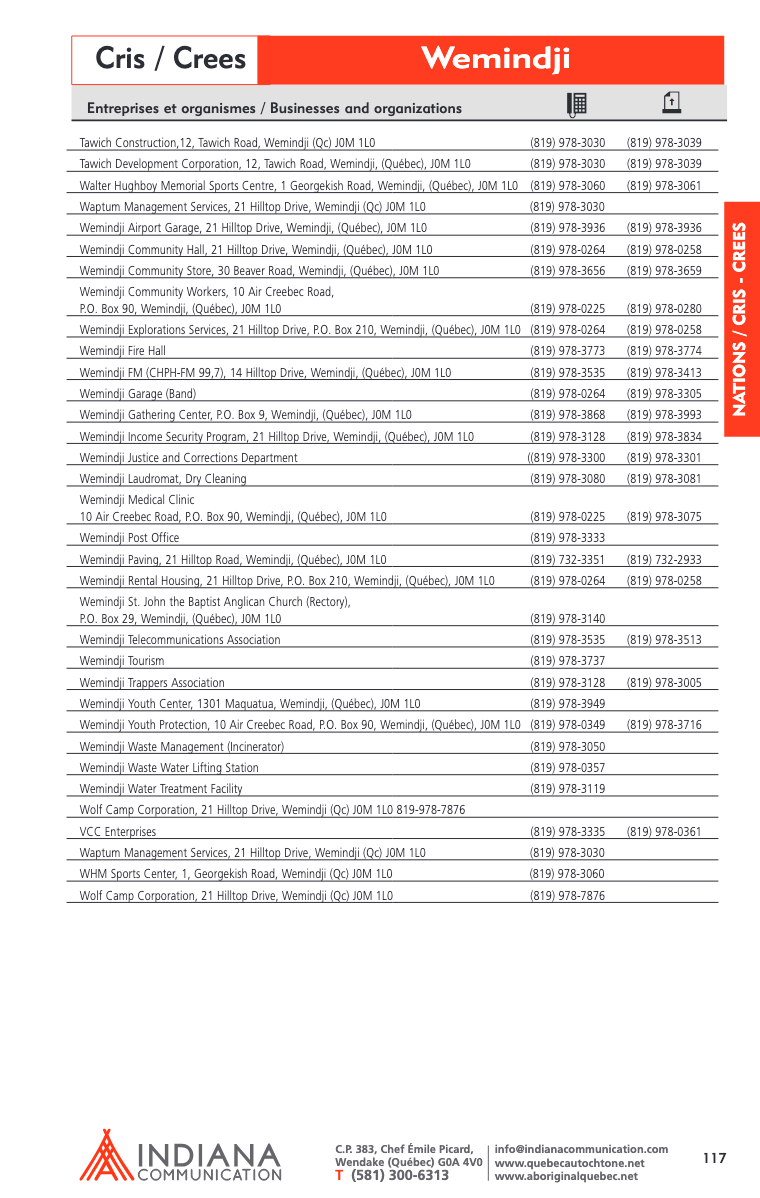 Cris / Crees Wemindji
Entreprises et organismes / Businesses and organizations
Tawich Construction,12, Tawich Road, Wemindji (Qc) J0M 1L0 (819) 978-3030 (819) 978-3039
Tawich Development Corporation, 12, Tawich Road, Wemindji, (Québec), J0M 1L0 (819) 978-3030 (819) 978-3039
Walter Hughboy Memorial Sports Centre, 1 Georgekish Road, Wemindji, (Québec), J0M 1L0 (819) 978-3060 (819) 978-3061
Waptum Management Services, 21 Hilltop Drive, Wemindji (Qc) J0M 1L0 (819) 978-3030
Wemindji Airport Garage, 21 Hilltop Drive, Wemindji, (Québec), J0M 1L0 (819) 978-3936 (819) 978-3936
Wemindji Community Hall, 21 Hilltop Drive, Wemindji, (Québec), J0M 1L0 (819) 978-0264 (819) 978-0258
Wemindji Community Store, 30 Beaver Road, Wemindji, (Québec), J0M 1L0 (819) 978-3656 (819) 978-3659
Wemindji Community Workers, 10 Air Creebec Road,
P.O. Box 90, Wemindji, (Québec), J0M 1L0 (819) 978-0225 (819) 978-0280
Wemindji Explorations Services, 21 Hilltop Drive, P.O. Box 210, Wemindji, (Québec), J0M 1L0 (819) 978-0264 (819) 978-0258
Wemindji Fire Hall (819) 978-3773 (819) 978-3774
Wemindji FM (CHPH-FM 99,7), 14 Hilltop Drive, Wemindji, (Québec), J0M 1L0 (819) 978-3535 (819) 978-3413
Wemindji Garage (Band) (819) 978-0264 (819) 978-3305
Wemindji Gathering Center, P.O. Box 9, Wemindji, (Québec), J0M 1L0 (819) 978-3868 (819) 978-3993
Wemindji Income Security Program, 21 Hilltop Drive, Wemindji, (Québec), J0M 1L0 (819) 978-3128 (819) 978-3834
Wemindji Justice and Corrections Department ((819) 978-3300 (819) 978-3301
Wemindji Laudromat, Dry Cleaning (819) 978-3080 (819) 978-3081
Wemindji Medical Clinic
10 Air Creebec Road, P.O. Box 90, Wemindji, (Québec), J0M 1L0 (819) 978-0225 (819) 978-3075
Wemindji Post Office (819) 978-3333
Wemindji Paving, 21 Hilltop Road, Wemindji, (Québec), J0M 1L0 (819) 732-3351 (819) 732-2933
Wemindji Rental Housing, 21 Hilltop Drive, P.O. Box 210, Wemindji, (Québec), J0M 1L0 (819) 978-0264 (819) 978-0258
Wemindji St. John the Baptist Anglican Church (Rectory),
P.O. Box 29, Wemindji, (Québec), J0M 1L0 (819) 978-3140
Wemindji Telecommunications Association (819) 978-3535 (819) 978-3513
Wemindji Tourism (819) 978-3737
Wemindji Trappers Association (819) 978-3128 (819) 978-3005
Wemindji Youth Center, 1301 Maquatua, Wemindji, (Québec), J0M 1L0 (819) 978-3949
Wemindji Youth Protection, 10 Air Creebec Road, P.O. Box 90, Wemindji, (Québec), J0M 1L0 (819) 978-0349 (819) 978-3716
Wemindji Waste Management (Incinerator) (819) 978-3050
Wemindji Waste Water Lifting Station (819) 978-0357
Wemindji Water Treatment Facility (819) 978-3119
Wolf Camp Corporation, 21 Hilltop Drive, Wemindji (Qc) J0M 1L0 819-978-7876
VCC Enterprises (819) 978-3335 (819) 978-0361
Waptum Management Services, 21 Hilltop Drive, Wemindji (Qc) J0M 1L0 (819) 978-3030
WHM Sports Center, 1, Georgekish Road, Wemindji (Qc) J0M 1L0 (819) 978-3060
Wolf Camp Corporation, 21 Hilltop Drive, Wemindji (Qc) J0M 1L0 (819) 978-7876
NATIONS / CRIS - CREES
INDIANA
COMMUNICATION
C.P. 383, Chef Émile Picard,
Wendake (Québec) G0A 4V0
T (581) 300-6313
info@indianacommunication.com
www.quebecautochtone.net
www.aboriginalquebec.net
117